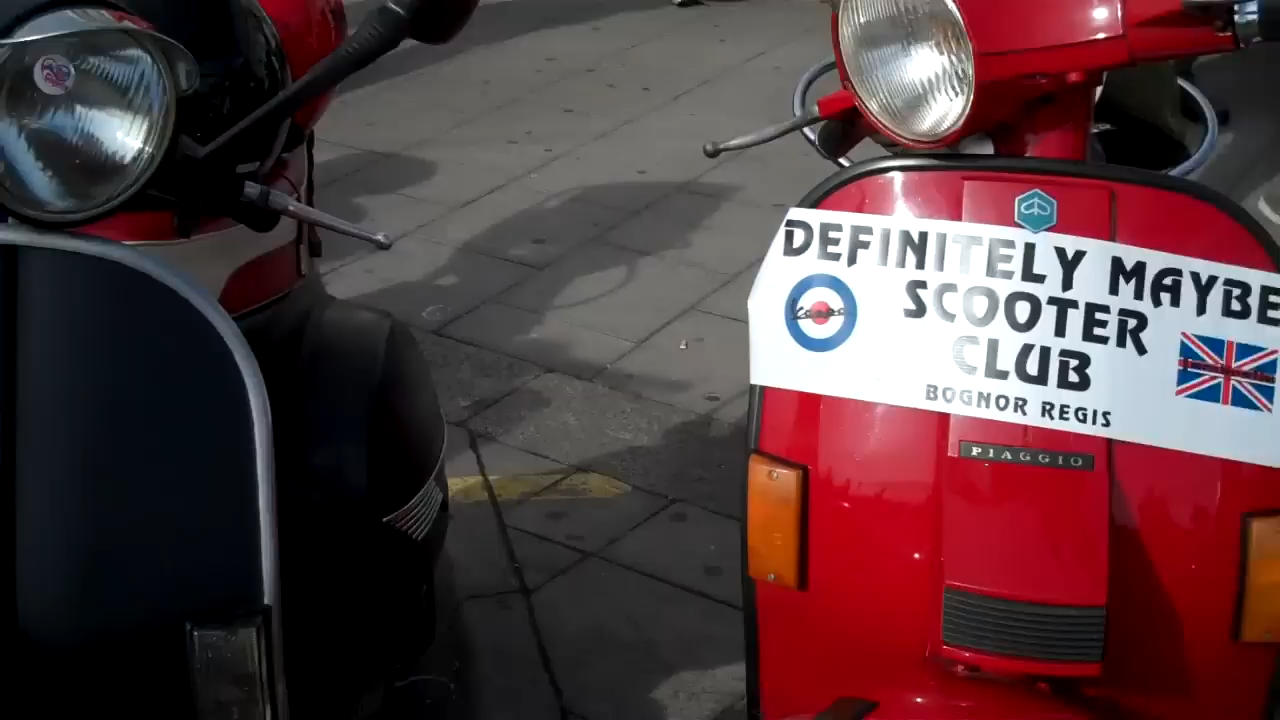 DEFINITELY MAYBE
SCOOTER
CLUB
BOGNOR REGIS
PIAGGIO